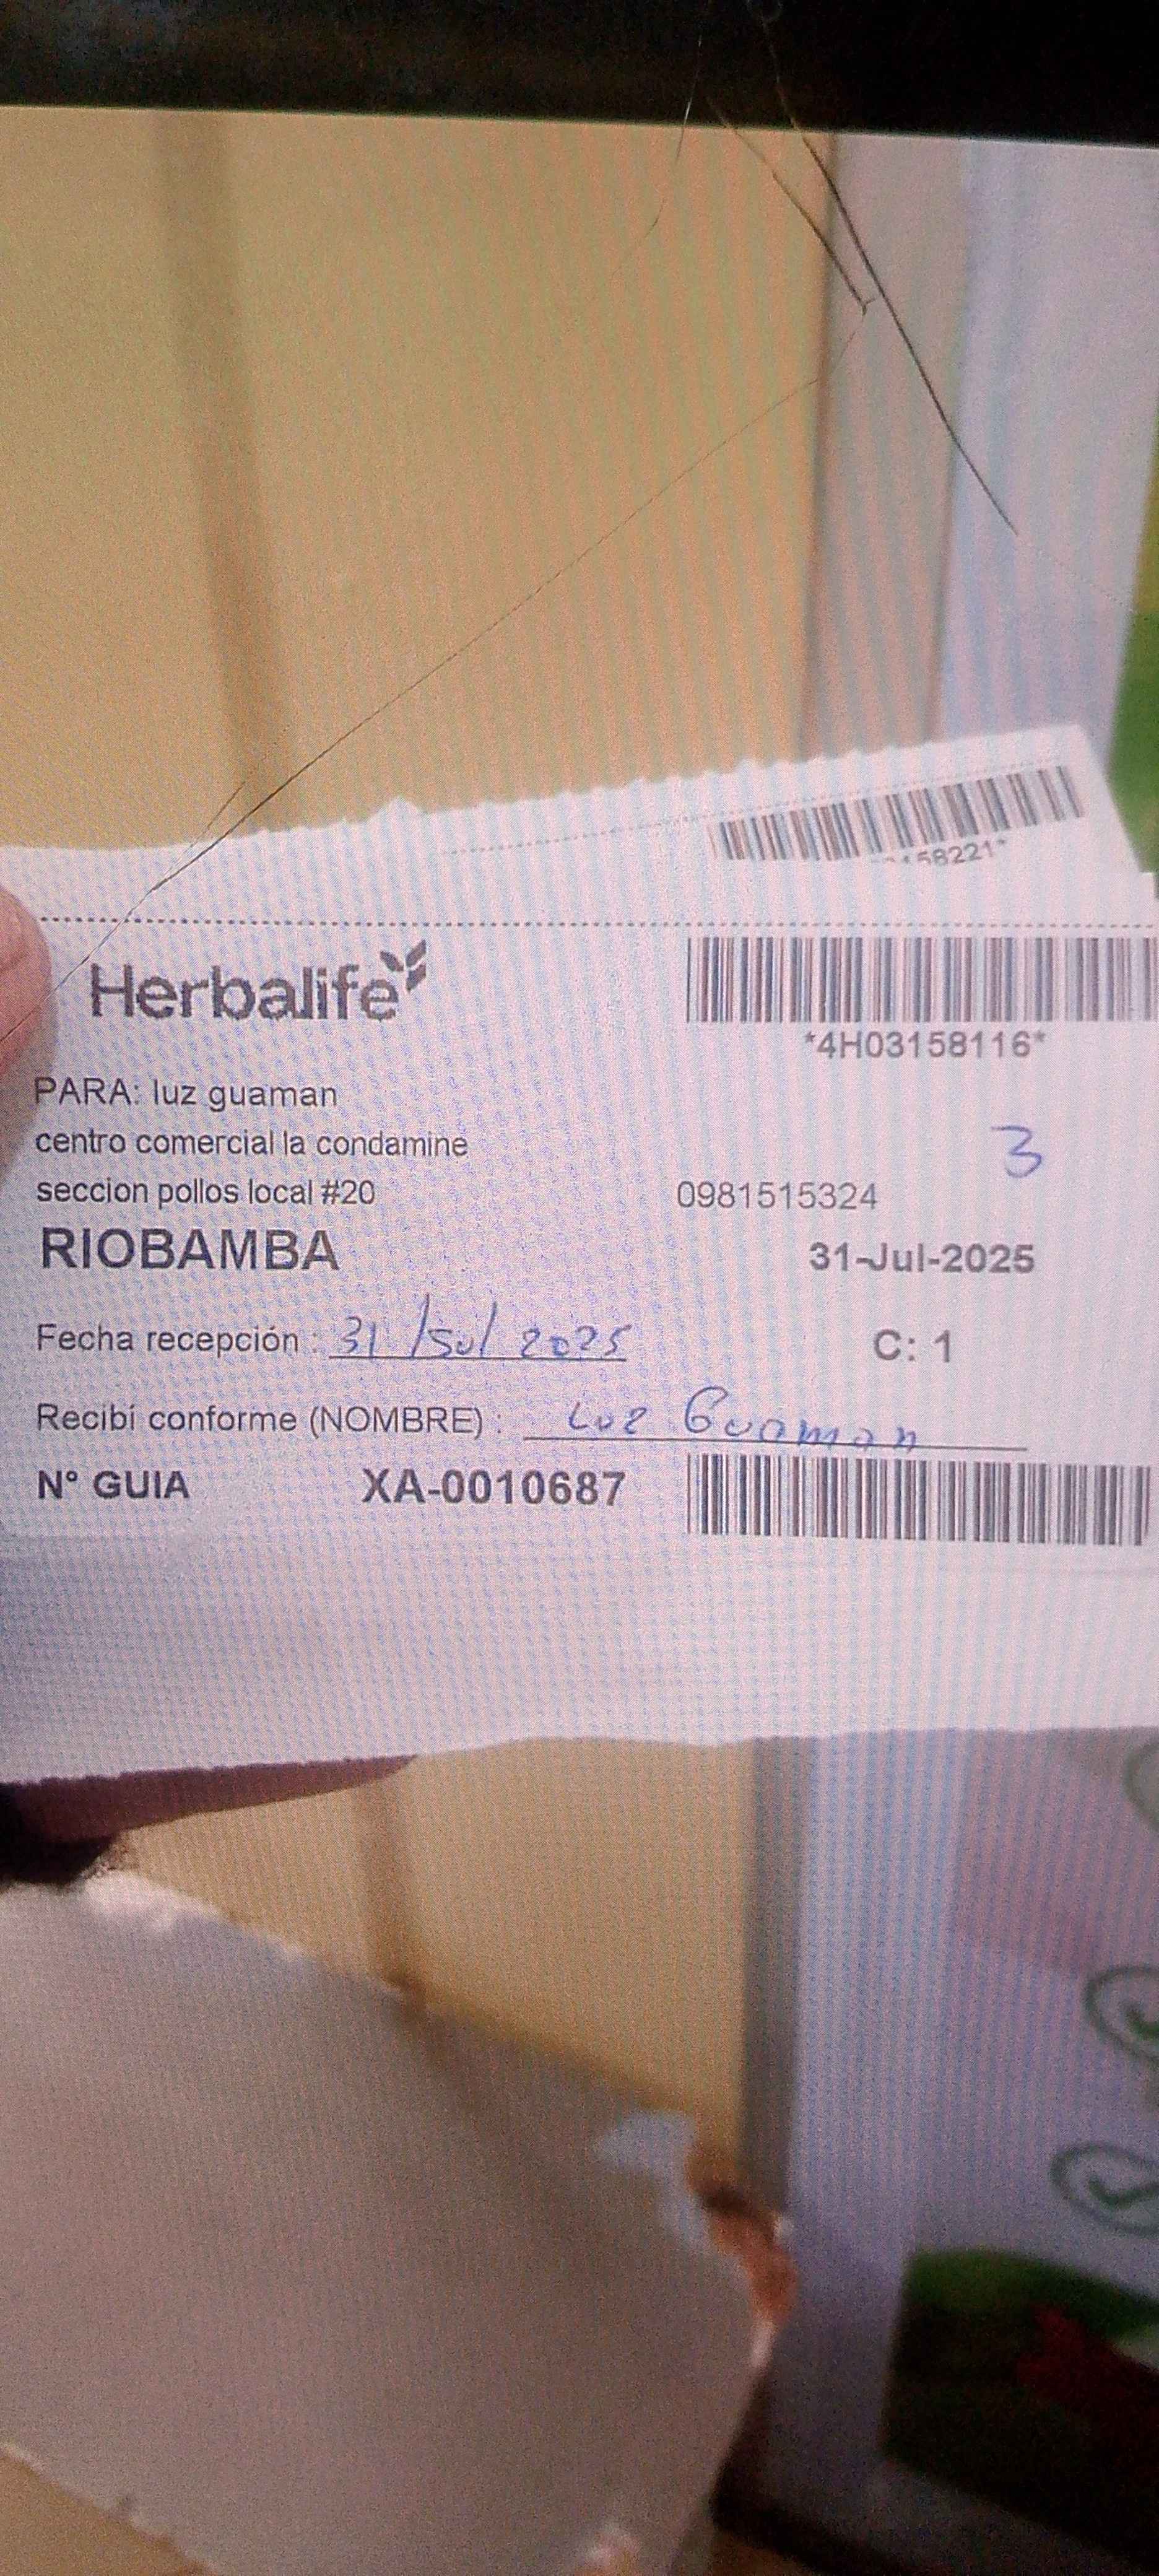 58221*
Herbalife
*4H03158116*
PARA: luz guaman
centro comercial la condamine
3
seccion pollos local #20 0981515324
RIOBAMBA 31-Jul-2025
Fecha recepción : 31/Jul/2025 C: 1
Recibí conforme (NOMBRE) : Luz Guaman
Nº GUIA XA-0010687